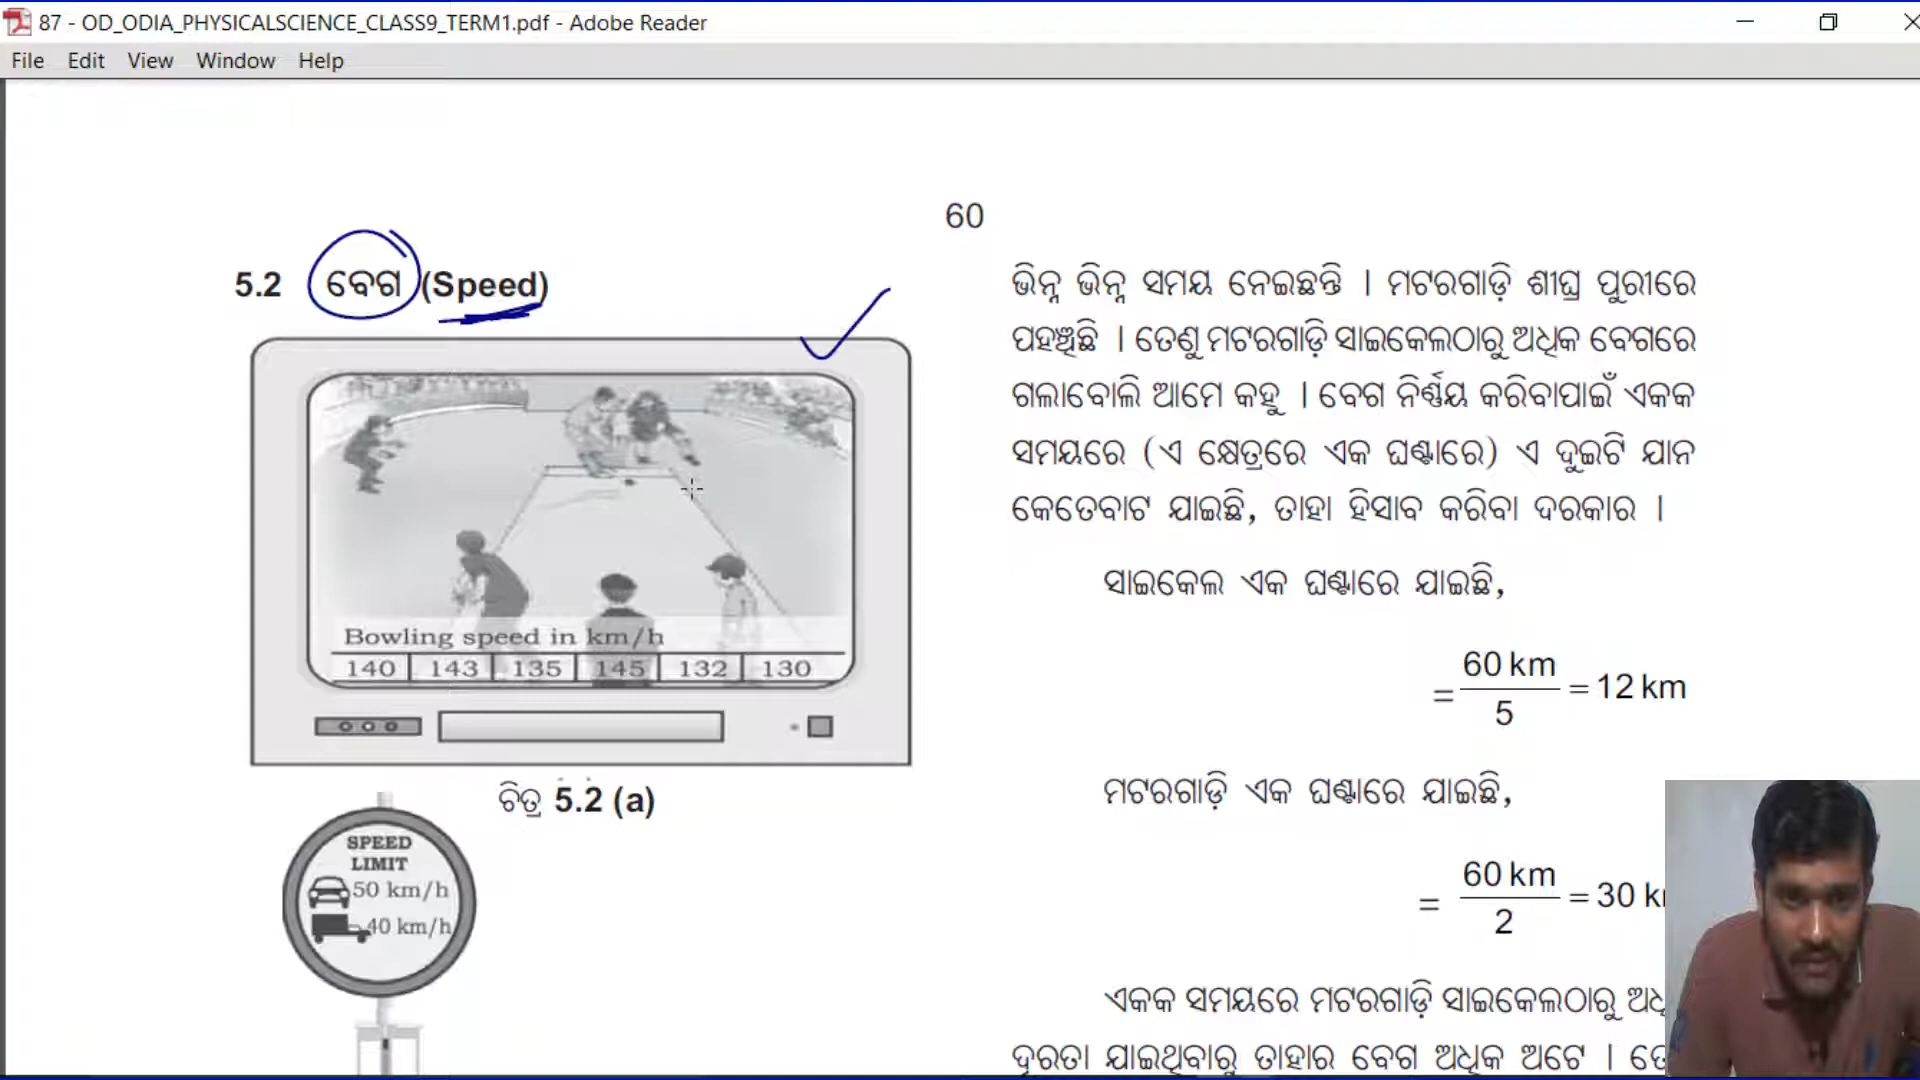 87 - OD_ODIA_PHYSICALSCIENCE_CLASS9_TERM1.pdf - Adobe Reader
File Edit View Window Help
60
5.2 ବେଗ (Speed)
Bowling speed in km/h
140 143 135 145 132 130
ଚିତ୍ର 5.2 (a)
SPEED
LIMIT
50 km/h
40 km/h
ଭିନ୍ନ ଭିନ୍ନ ସମୟ ନେଇଛନ୍ତି । ମଟରଗାଡ଼ି ଶୀଘ୍ର ପୁରୀରେ
ପହଞ୍ଚିଛି । ତେଣୁ ମଟରଗାଡ଼ି ସାଇକେଲଠାରୁ ଅଧିକ ବେଗରେ
ଗଲାବୋଲି ଆମେ କହୁ । ବେଗ ନିର୍ଣ୍ଣୟ କରିବାପାଇଁ ଏକକ
ସମୟରେ (ଏ କ୍ଷେତ୍ରରେ ଏକ ଘଣ୍ଟାରେ) ଏ ଦୁଇଟି ଯାନ
କେତେବାଟ ଯାଇଛି, ତାହା ହିସାବ କରିବା ଦରକାର ।
ସାଇକେଲ ଏକ ଘଣ୍ଟାରେ ଯାଇଛି,
= 60 km / 5 = 12 km
ମଟରଗାଡ଼ି ଏକ ଘଣ୍ଟାରେ ଯାଇଛି,
= 60 km / 2 = 30 k
ଏକକ ସମୟରେ ମଟରଗାଡ଼ି ସାଇକେଲଠାରୁ
ଦୂରତା ଯାଇଥିବାରୁ ତାହାର ବେଗ ଅଧିକ ଅଟେ ।